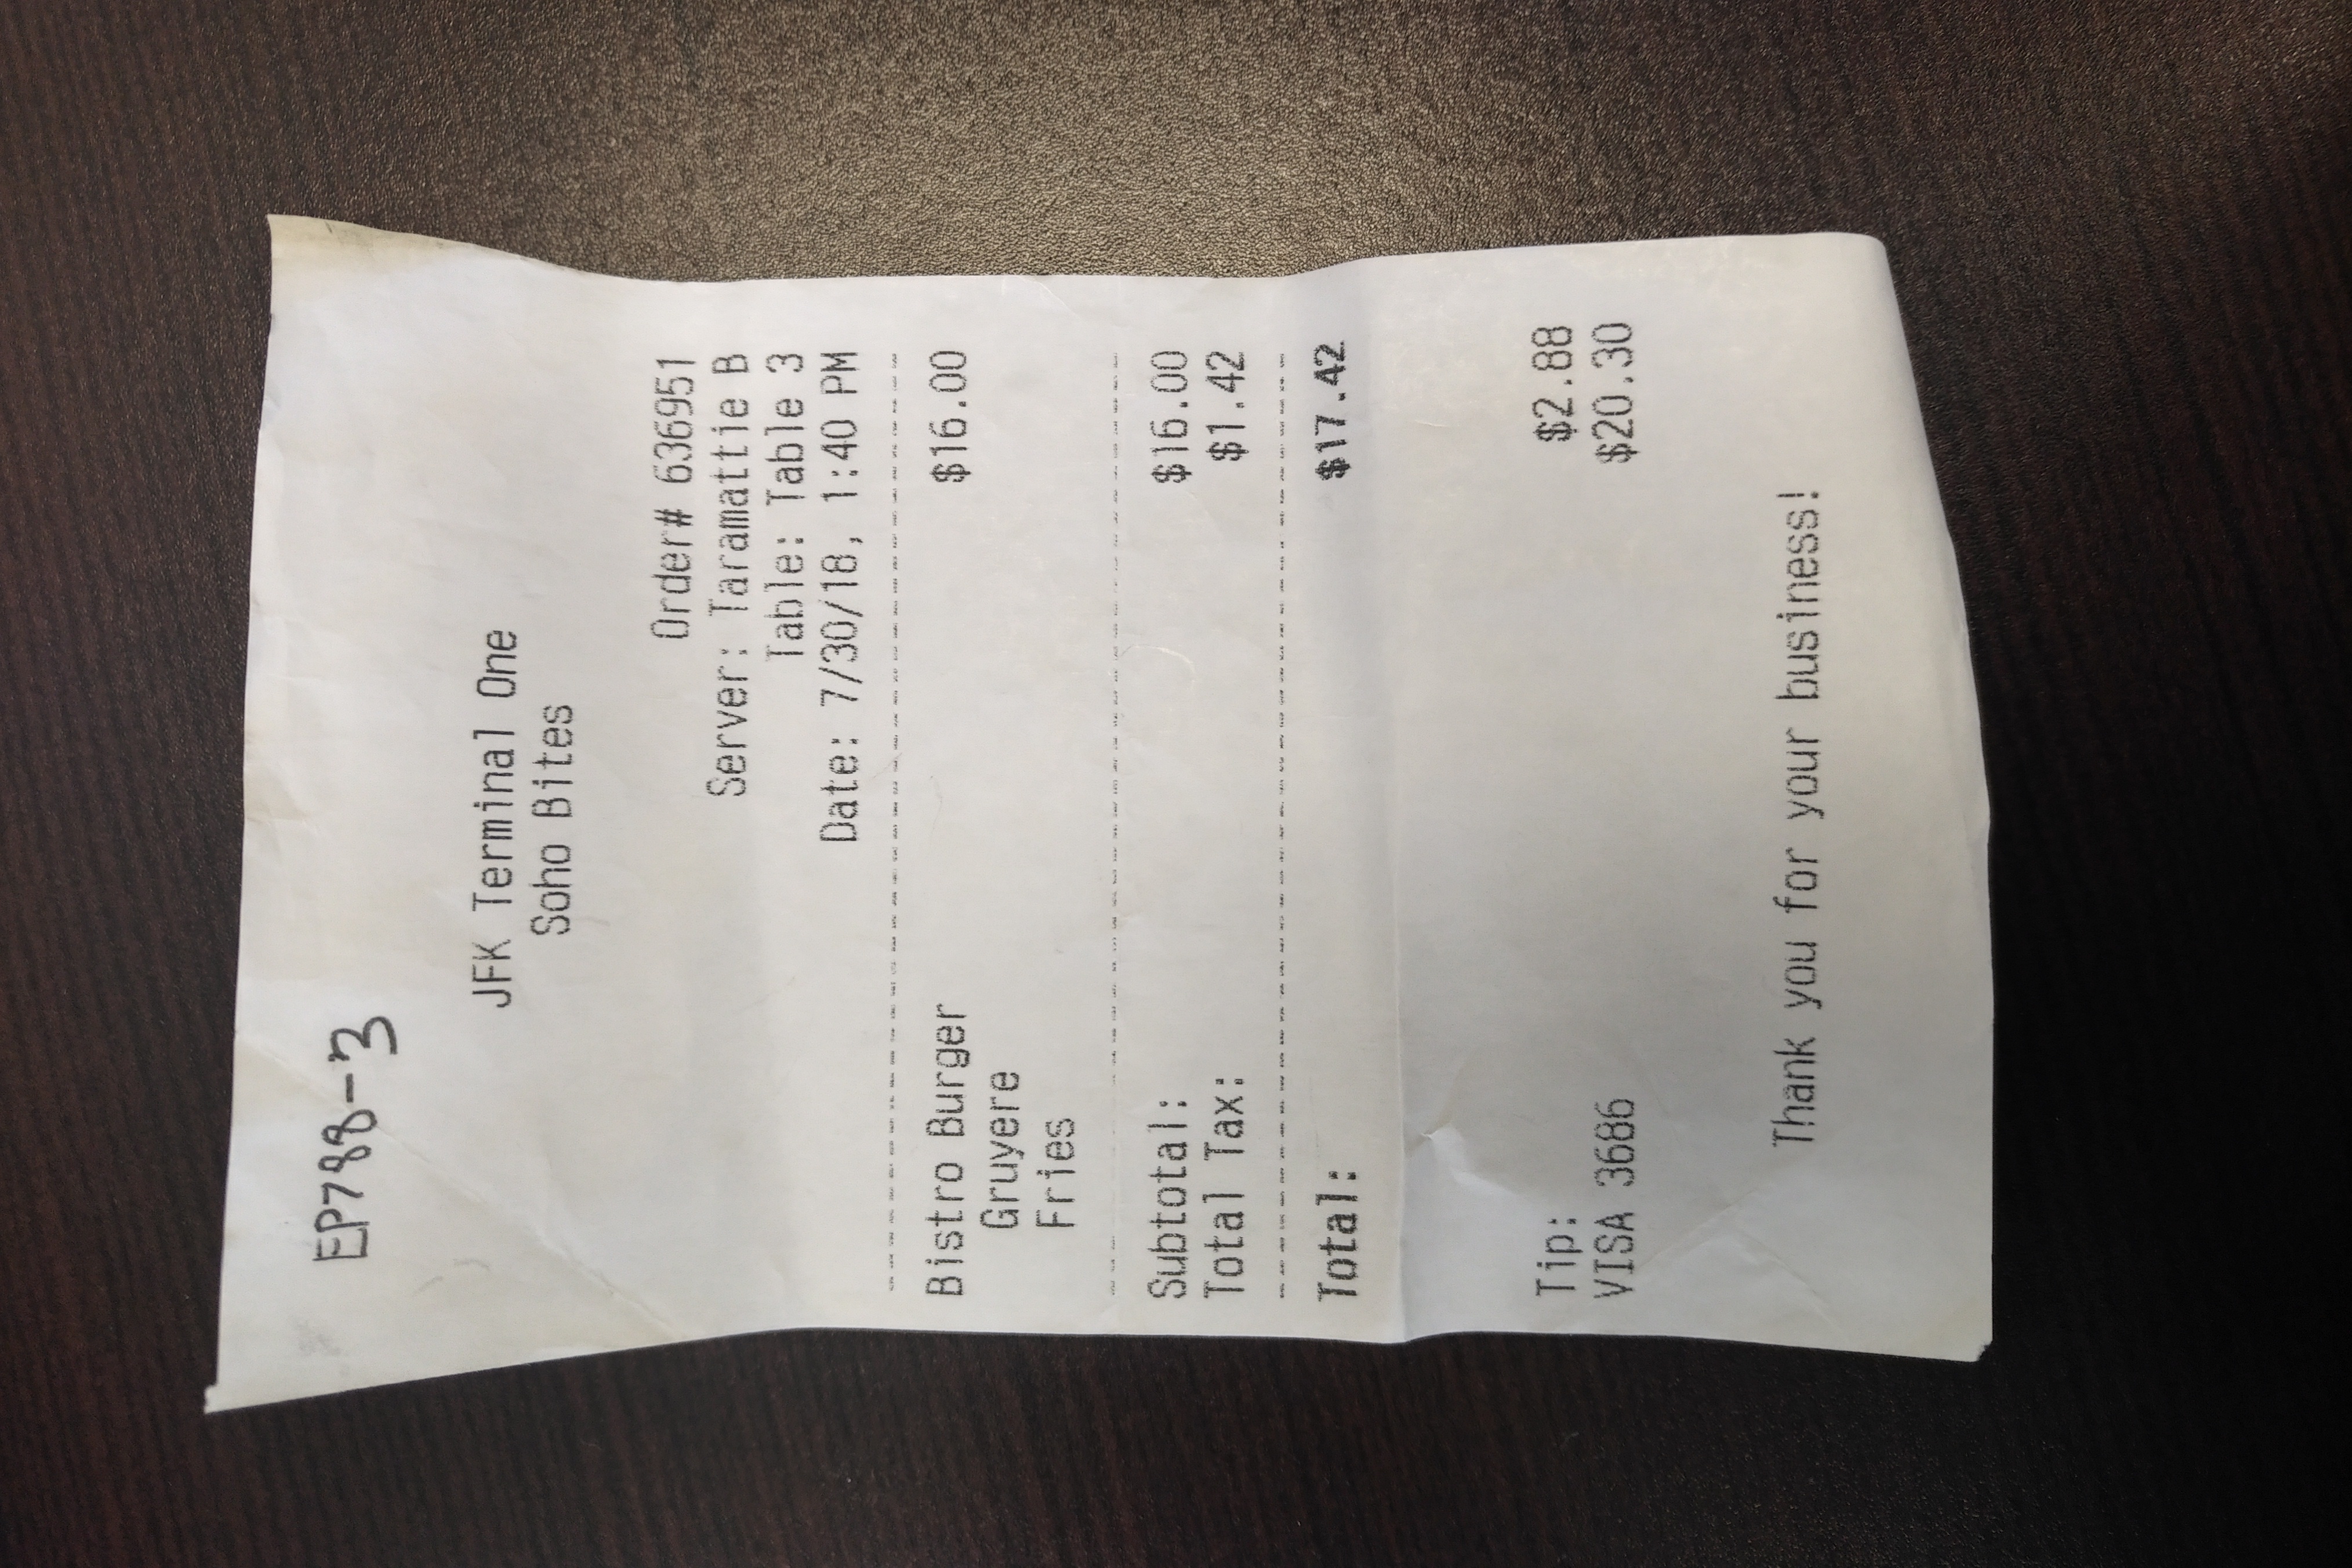 EP788-3
JFK Terminal One
Soho Bites
Order# 636951
Server: Taramattie B
Table: Table 3
Date: 7/30/18, 1:40 PM
Bistro Burger $16.00
Gruyere
Fries
Subtotal: $16.00
Total Tax: $1.42
Total: $17.42
Tip: $2.88
VISA 3686 $20.30
Thank you for your business!